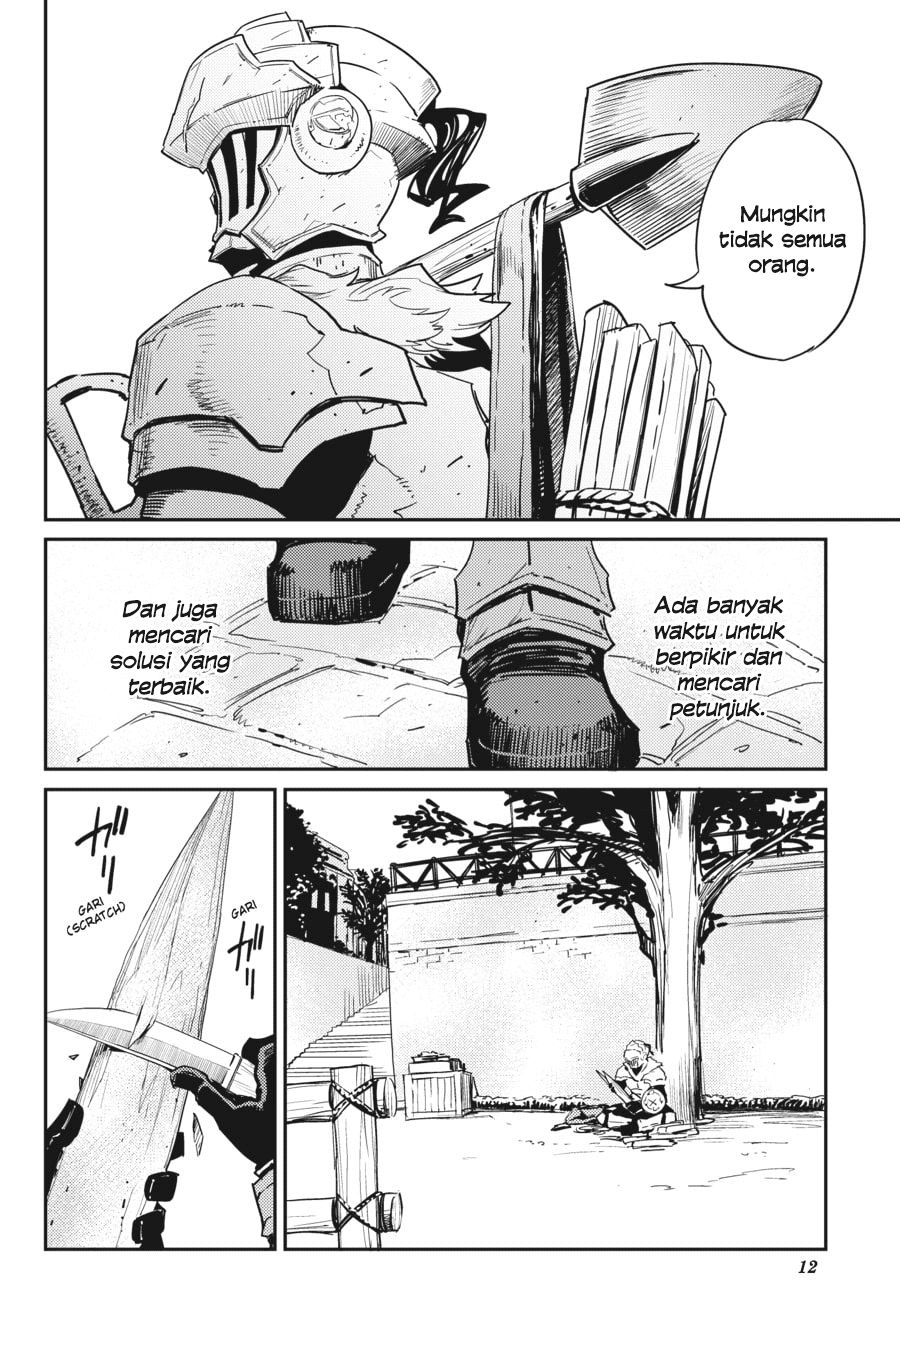 Mungkin
tidak semua
orang.
Ada banyak
waktu untuk
berpikir dan
mencari
petunjuk.
Dan juga
mencari
solusi yang
terbaik.
ガリ
GARI
ガリ
GARI
(SCRATCH)
12